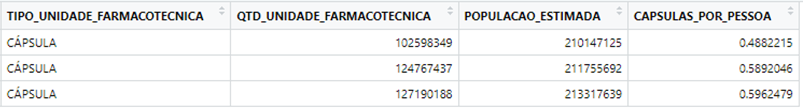 TIPO_UNIDADE_FARMACOTECNICA QTD_UNIDADE_FARMACOTECNICA POPULACAO_ESTIMADA CAPSULAS_POR_PESSOA
CÁPSULA 102598349 210147125 0.4882215
CÁPSULA 124767437 211755692 0.5892046
CÁPSULA 127190188 213317639 0.5962479